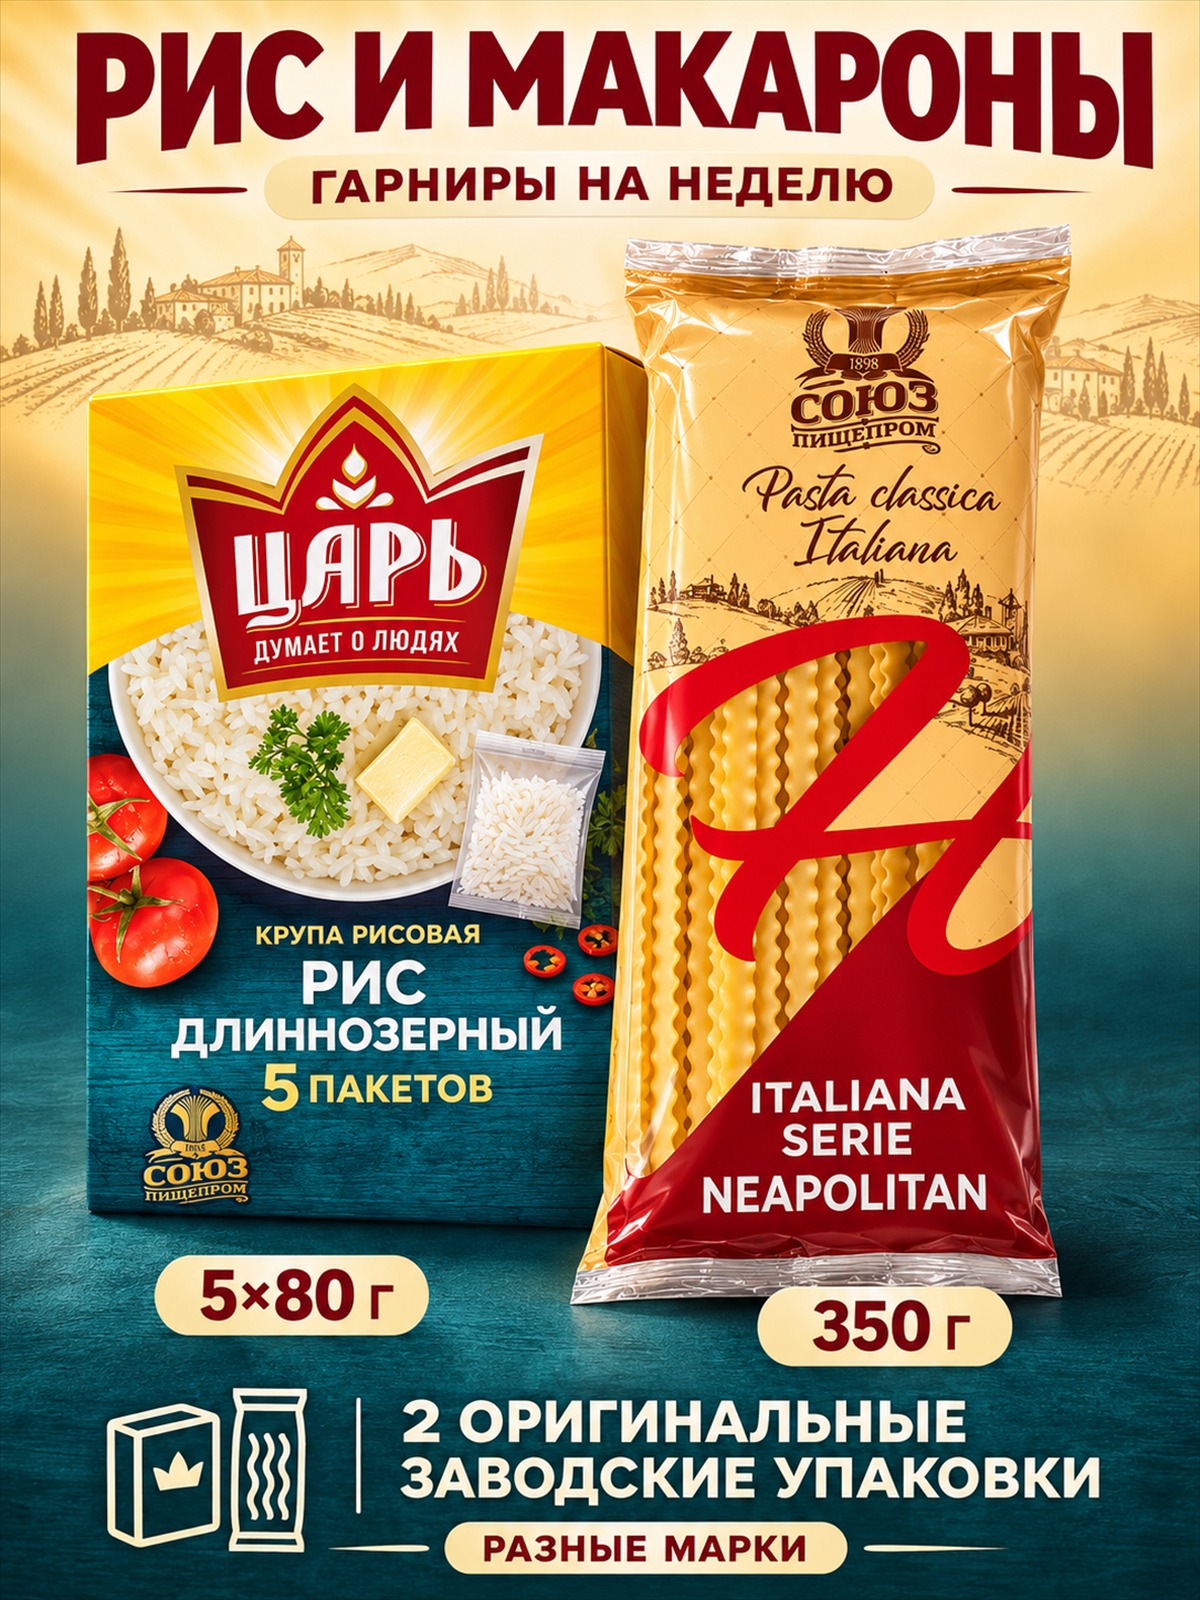 РИС И МАКАРОНЫ
ГАРНИРЫ НА НЕДЕЛЮ
ЦАРЬ
ДУМАЕТ О ЛЮДЯХ
КРУПА РИСОВАЯ
РИС
ДЛИННОЗЕРНЫЙ
5 ПАКЕТОВ
СОЮЗ
ПИЩЕПРОМ
1898
СОЮЗ
ПИЩЕПРОМ
Pasta classica
Italiana
ITALIANA
SERIE
NEAPOLITAN
5×80 г
350 г
2 ОРИГИНАЛЬНЫЕ
ЗАВОДСКИЕ УПАКОВКИ
РАЗНЫЕ МАРКИ